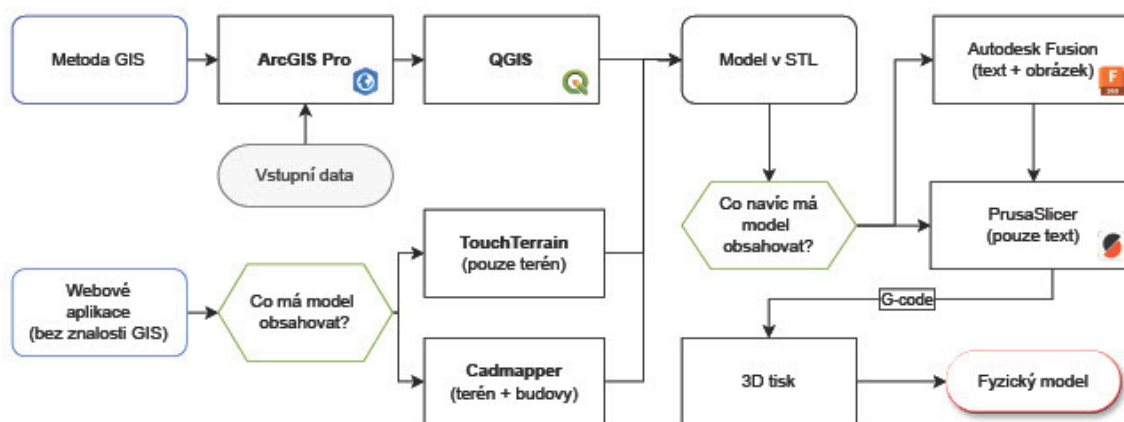 Metoda GIS
ArcGIS Pro
QGIS
Model v STL
Autodesk Fusion
(text + obrázek)
F
360
Vstupní data
Co navíc má
model
obsahovat?
PrusaSlicer
(pouze text)
TouchTerrain
(pouze terén)
Webové
aplikace
(bez znalosti GIS)
Co má model
obsahovat?
G-code
Cadmapper
(terén + budovy)
3D tisk
Fyzický model